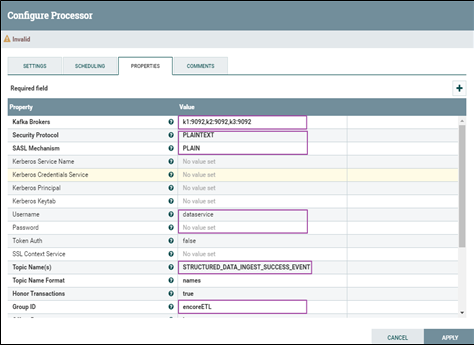 Configure Processor
Invalid
SETTINGS SCHEDULING PROPERTIES COMMENTS
Required field
Property Value
Kafka Brokers k1:9092,k2:9092,k3:9092
Security Protocol PLAINTEXT
SASL Mechanism PLAIN
Kerberos Service Name No value set
Kerberos Credentials Service No value set
Kerberos Principal No value set
Kerberos Keytab No value set
Username dataservice
Password No value set
Token Auth false
SSL Context Service No value set
Topic Name(s) STRUCTURED_DATA_INGEST_SUCCESS_EVENT
Topic Name Format names
Honor Transactions true
Group ID encoreETL
CANCEL APPLY